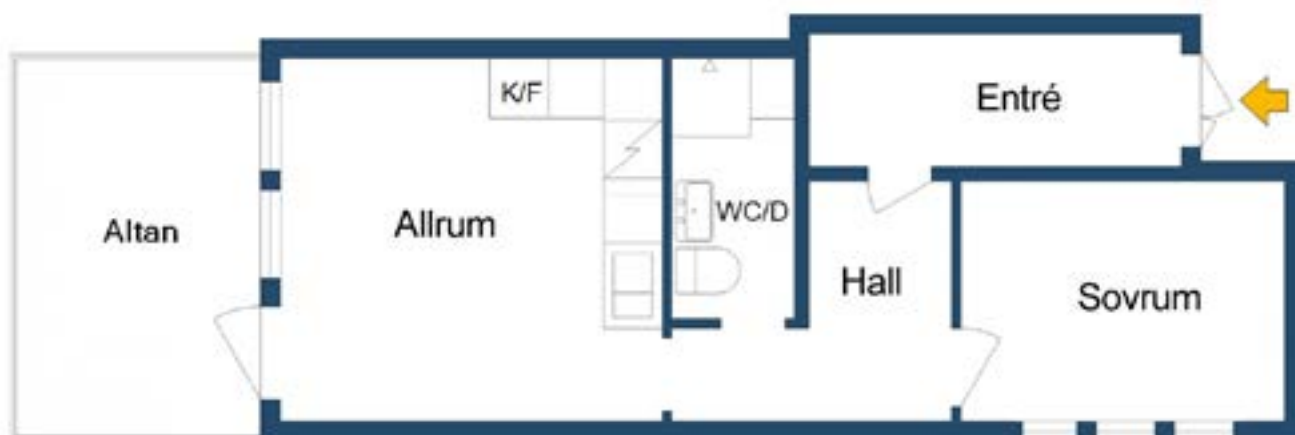 Altan
Allrum
K/F
WC/D
Hall
Entré
Sovrum